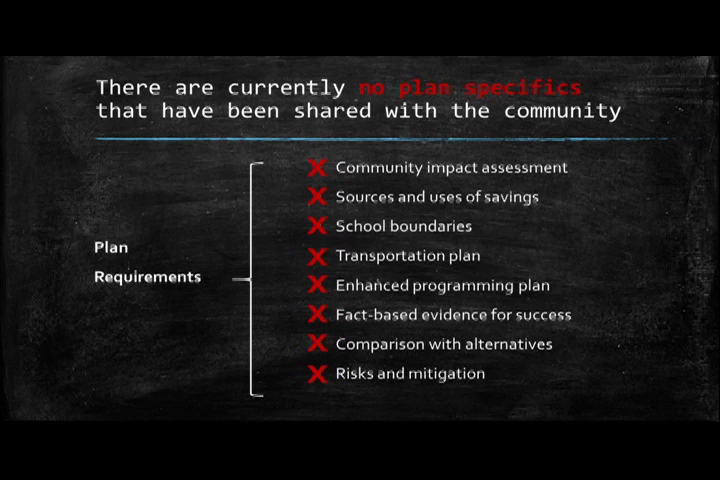 There are currently no plan specifics
that have been shared with the community
Plan
Requirements
X Community impact assessment
X Sources and uses of savings
X School boundaries
X Transportation plan
X Enhanced programming plan
X Fact-based evidence for success
X Comparison with alternatives
X Risks and mitigation